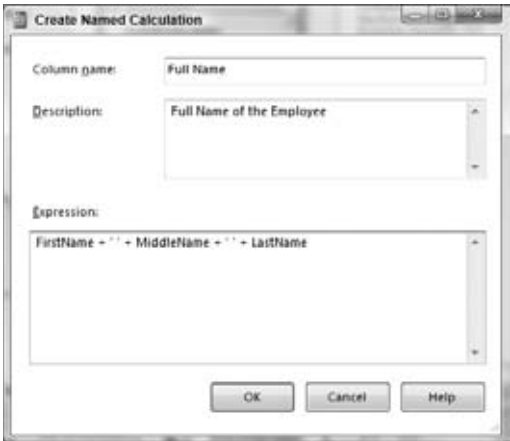 Create Named Calculation
Column name: Full Name
Description: Full Name of the Employee
Expression:
FirstName + ' ' + MiddleName + ' ' + LastName
OK Cancel Help